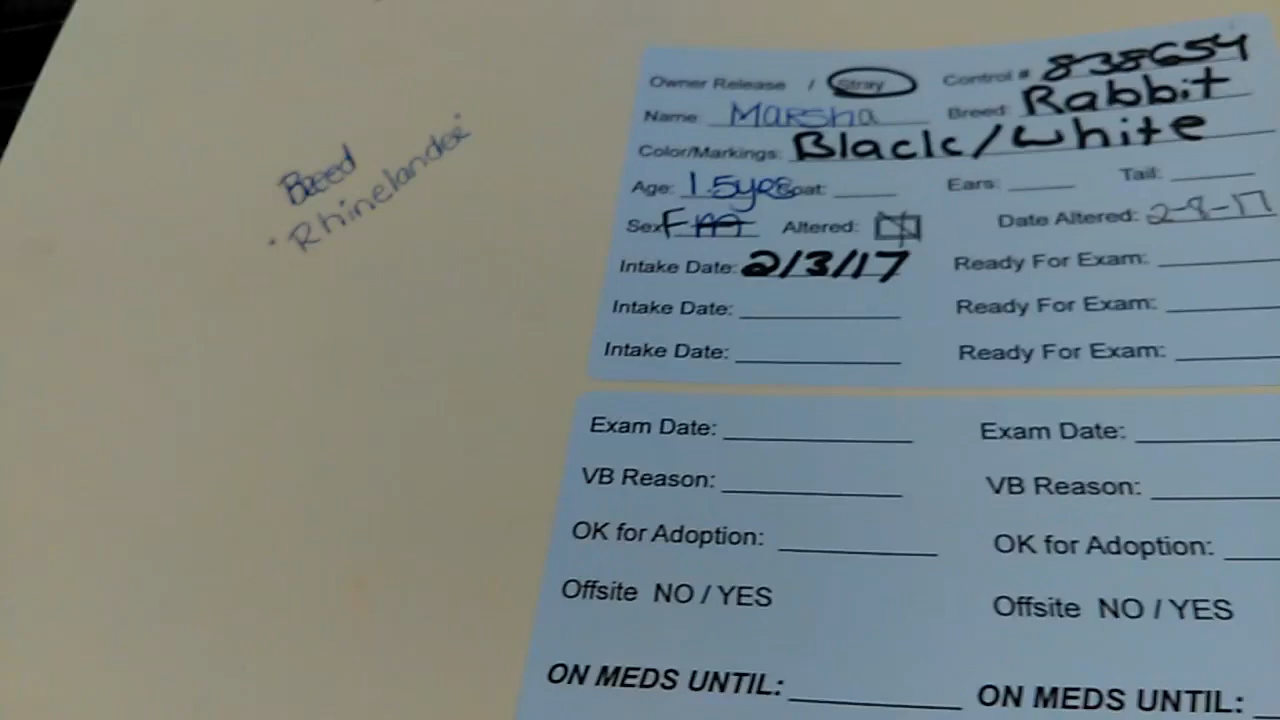 Breed
"Rhinelander"
Owner Release / Stray Control # 838654
Name: Marsha Breed: Rabbit
Color/Markings: Black/White
Age: 1.5yrs Coat: Ears: Tail:
Sex F M Altered: Date Altered: 2-8-17
Intake Date: 2/3/17 Ready For Exam:
Intake Date: Ready For Exam:
Intake Date: Ready For Exam:
Exam Date: Exam Date:
VB Reason: VB Reason:
OK for Adoption: OK for Adoption:
Offsite NO / YES Offsite NO / YES
ON MEDS UNTIL: ON MEDS UNTIL: